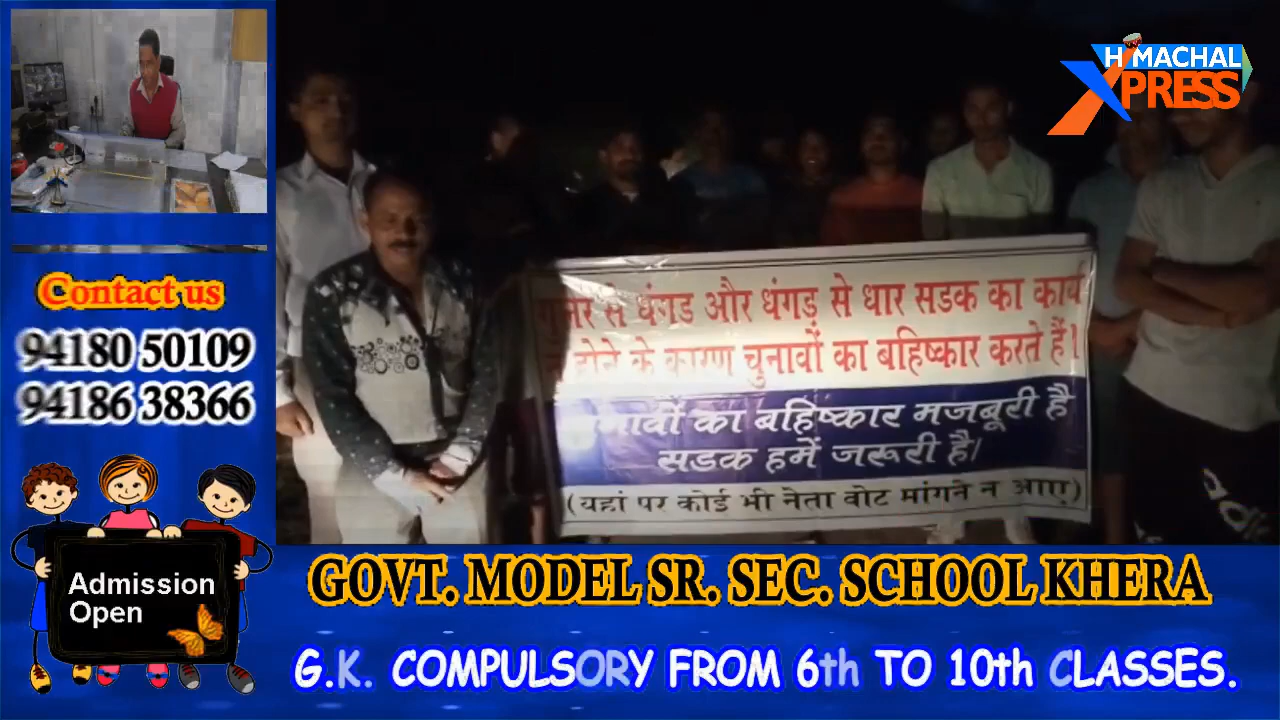 HIMACHAL
XPRESS
से धंगड और धंगड़ से धार सडक का कार्य
न होने के कारण चुनावों का बहिष्कार करते हैं।
चुनावों का बहिष्कार मजबूरी है
सडक हमें जरूरी है।
(यहां पर कोई भी नेता वोट मांगने न आए)
Contact us
94180 50109
94186 38366
Admission
Open
GOVT. MODEL SR. SEC. SCHOOL KHERA
G.K. COMPULSORY FROM 6th TO 10th CLASSES.